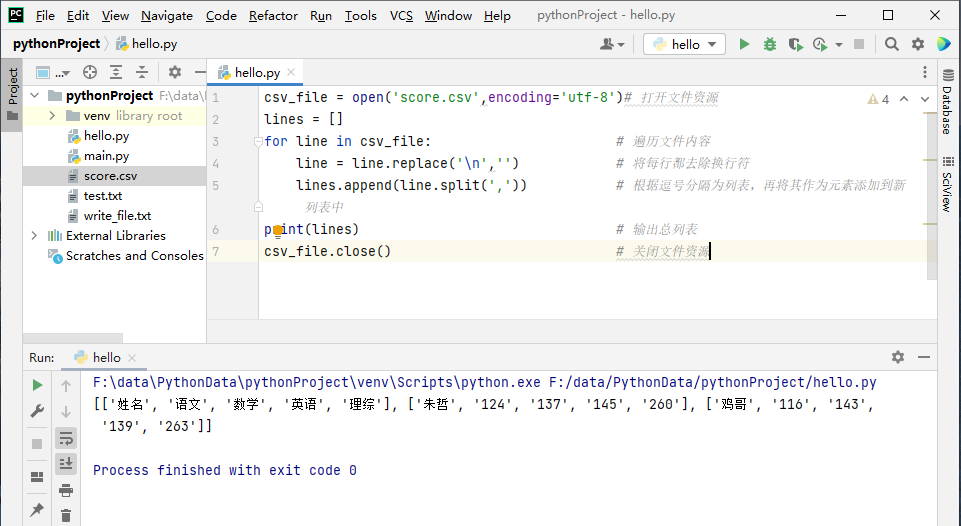 File Edit View Navigate Code Refactor Run Tools VCS Window Help pythonProject - hello.py
pythonProject hello.py hello
... hello.py
Project
pythonProject F:\data\
venv library root
hello.py
main.py
score.csv
test.txt
write_file.txt
External Libraries
Scratches and Consoles
1 csv_file = open('score.csv',encoding='utf-8')# 打开文件资源
4
2 lines = []
3 for line in csv_file: # 遍历文件内容
4 line = line.replace('\n','') # 将每行都去除换行符
5 lines.append(line.split(',')) # 根据逗号分隔为列表，再将其作为元素添加到新
列表中
6 print(lines) # 输出总列表
7 csv_file.close() # 关闭文件资源
Database
SciView
Run: hello
F:\data\PythonData\pythonProject\venv\Scripts\python.exe F:/data/PythonData/pythonProject/hello.py
[['姓名', '语文', '数学', '英语', '理综'], ['朱哲', '124', '137', '145', '260'], ['鸡哥', '116', '143',
'139', '263']]
Process finished with exit code 0